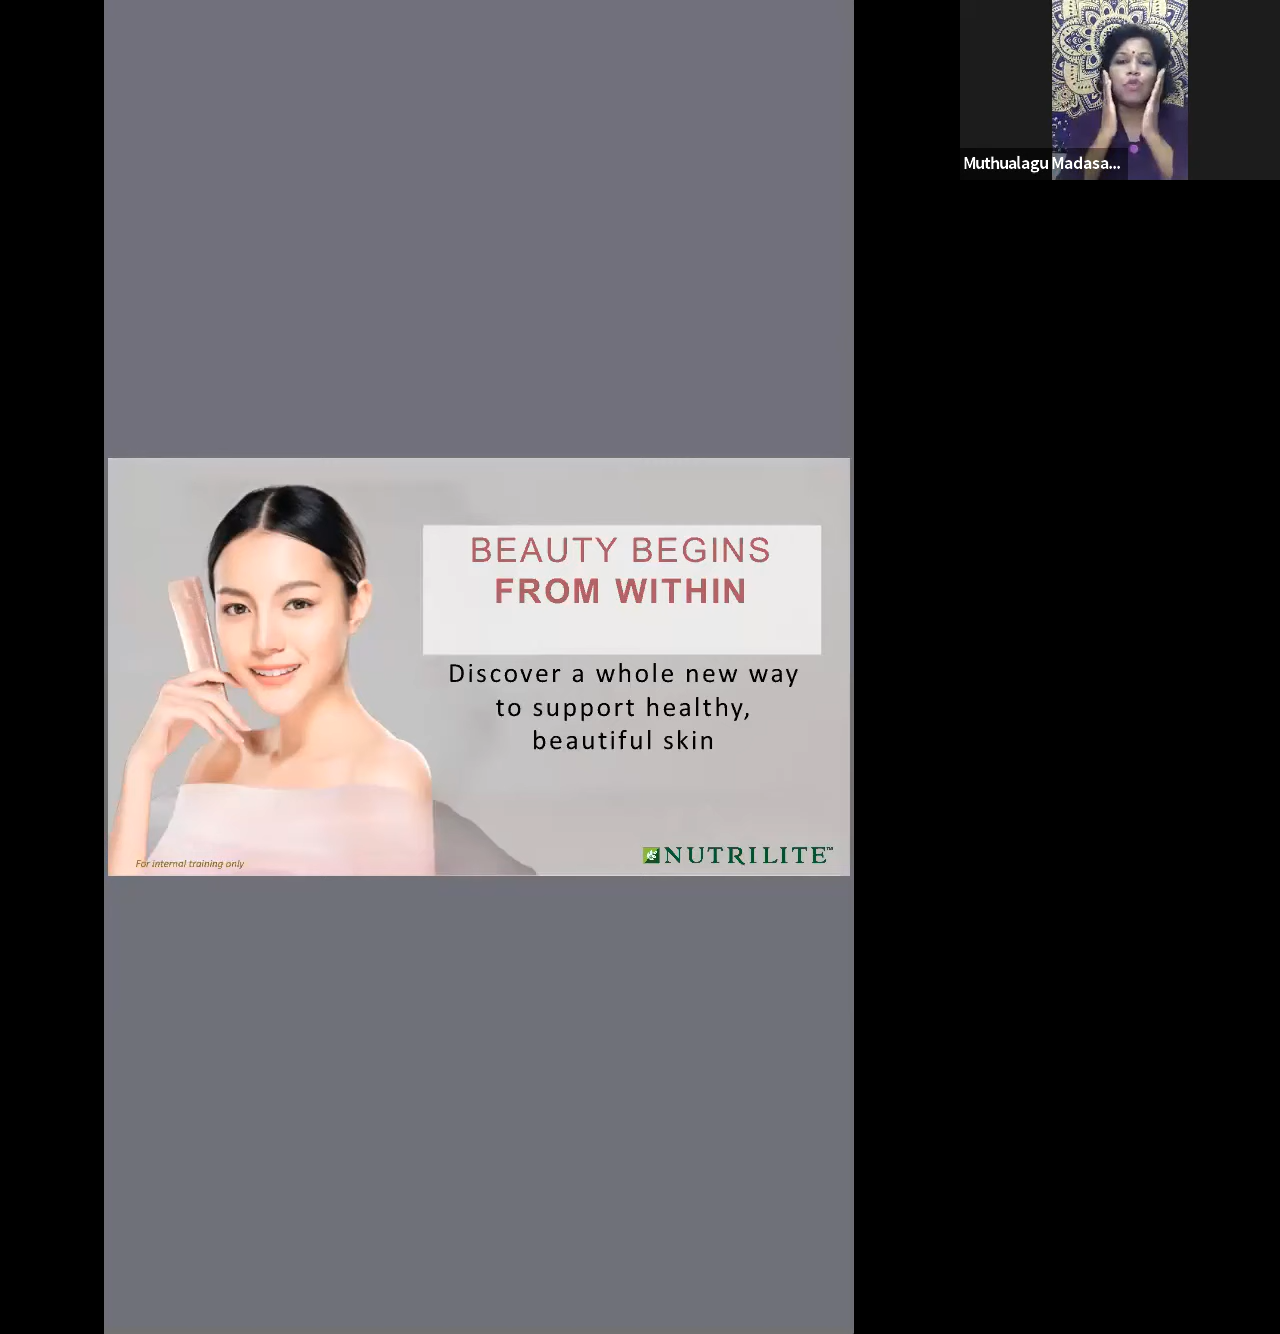 Muthualagu Madasa...
BEAUTY BEGINS
FROM WITHIN
Discover a whole new way
to support healthy,
beautiful skin
For internal training only
NUTRILITE™